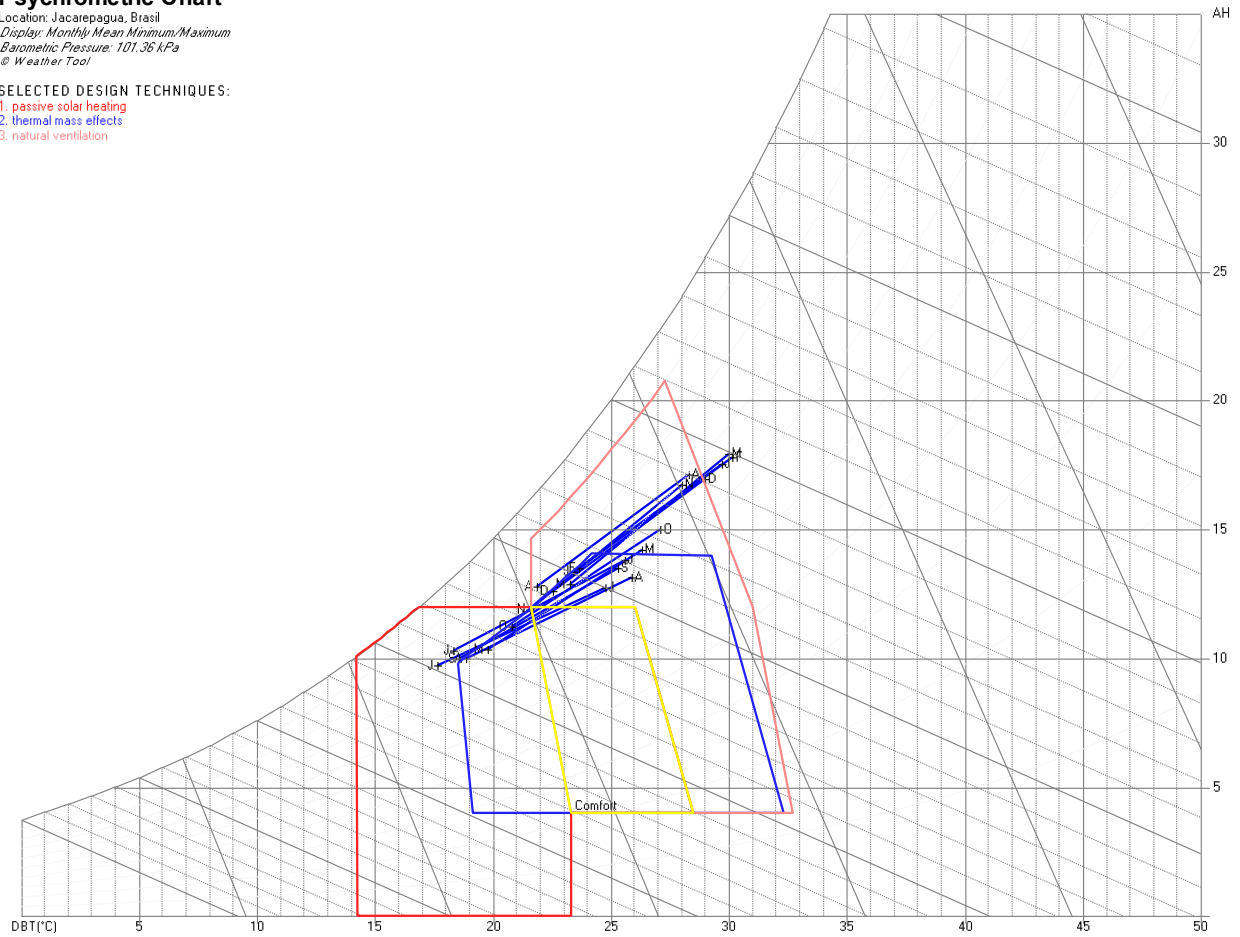 Psychrometric Chart
Location: Jacarepagua, Brasil
Display: Monthly Mean Minimum/Maximum
Barometric Pressure: 101.36 kPa
© Weather Tool
SELECTED DESIGN TECHNIQUES:
1. passive solar heating
2. thermal mass effects
3. natural ventilation
AH
30
25
20
15
10
5
M
A
D
N
O
M
S
A
J
A
D
N
J
J
Comfort
DBT(°C)
5
10
15
20
25
30
35
40
45
50